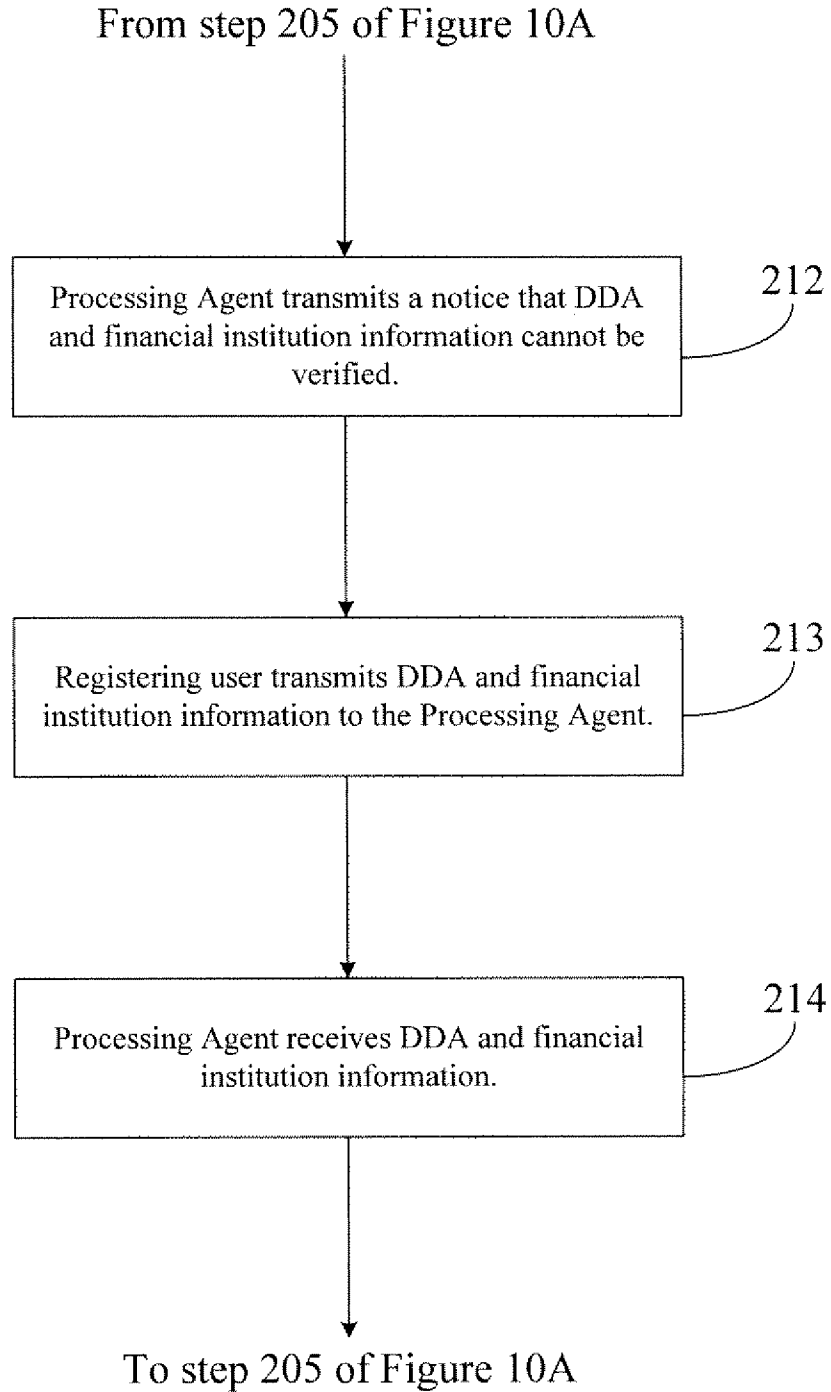 From step 205 of Figure 10A
Processing Agent transmits a notice that DDA
and financial institution information cannot be
verified.
212
Registering user transmits DDA and financial
institution information to the Processing Agent.
213
Processing Agent receives DDA and financial
institution information.
214
To step 205 of Figure 10A